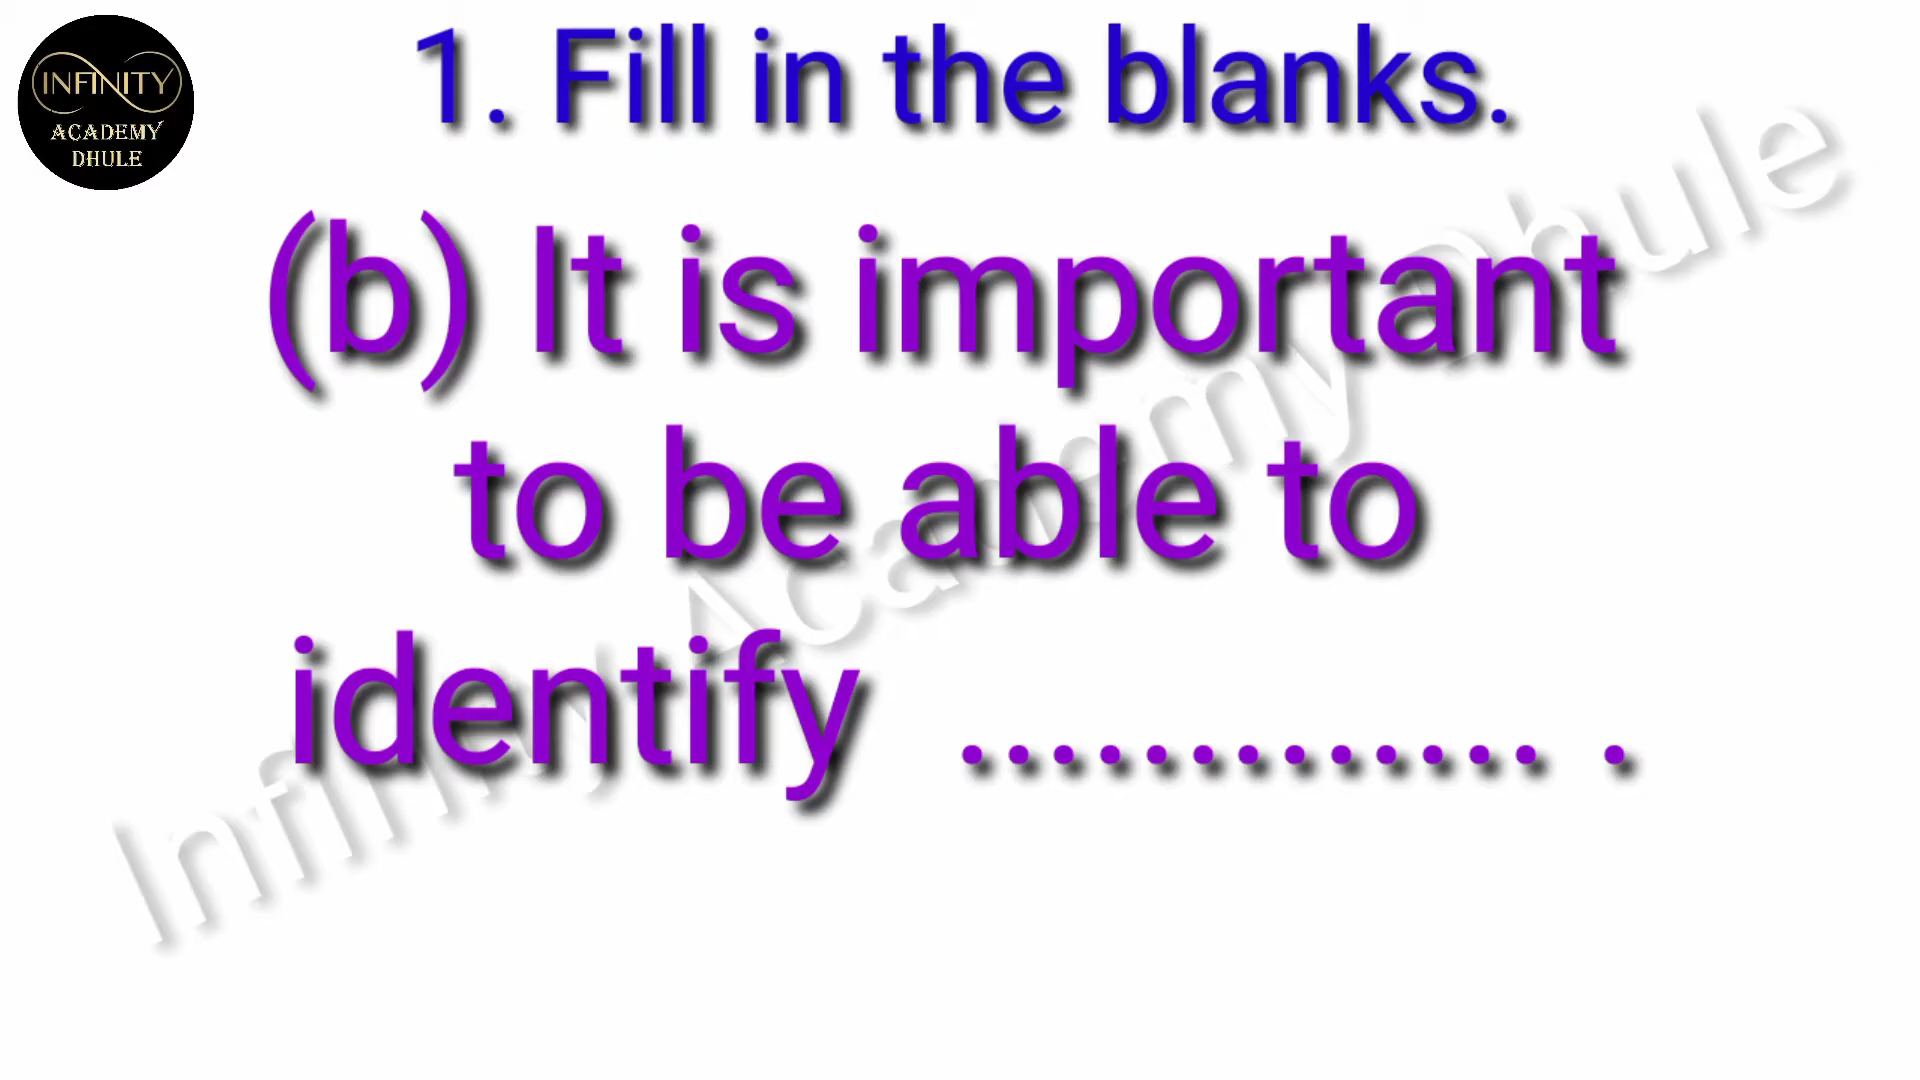 INFINITY
ACADEMY
DHULE
1. Fill in the blanks.
(b) It is important
to be able to
identify ............. .
Infinity Academy Dhule